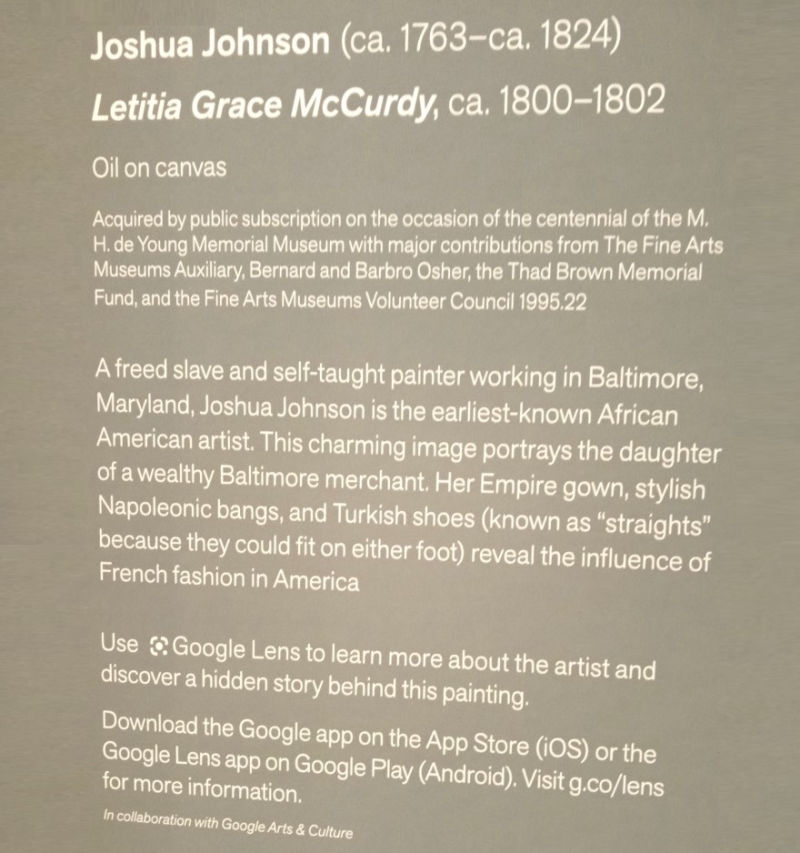 Joshua Johnson (ca. 1763–ca. 1824)
Letitia Grace McCurdy, ca. 1800–1802
Oil on canvas
Acquired by public subscription on the occasion of the centennial of the M.
H. de Young Memorial Museum with major contributions from The Fine Arts
Museums Auxiliary, Bernard and Barbro Osher, the Thad Brown Memorial
Fund, and the Fine Arts Museums Volunteer Council 1995.22
A freed slave and self-taught painter working in Baltimore,
Maryland, Joshua Johnson is the earliest-known African
American artist. This charming image portrays the daughter
of a wealthy Baltimore merchant. Her Empire gown, stylish
Napoleonic bangs, and Turkish shoes (known as “straights”
because they could fit on either foot) reveal the influence of
French fashion in America
Use Google Lens to learn more about the artist and
discover a hidden story behind this painting.
Download the Google app on the App Store (iOS) or the
Google Lens app on Google Play (Android). Visit g.co/lens
for more information.
In collaboration with Google Arts & Culture